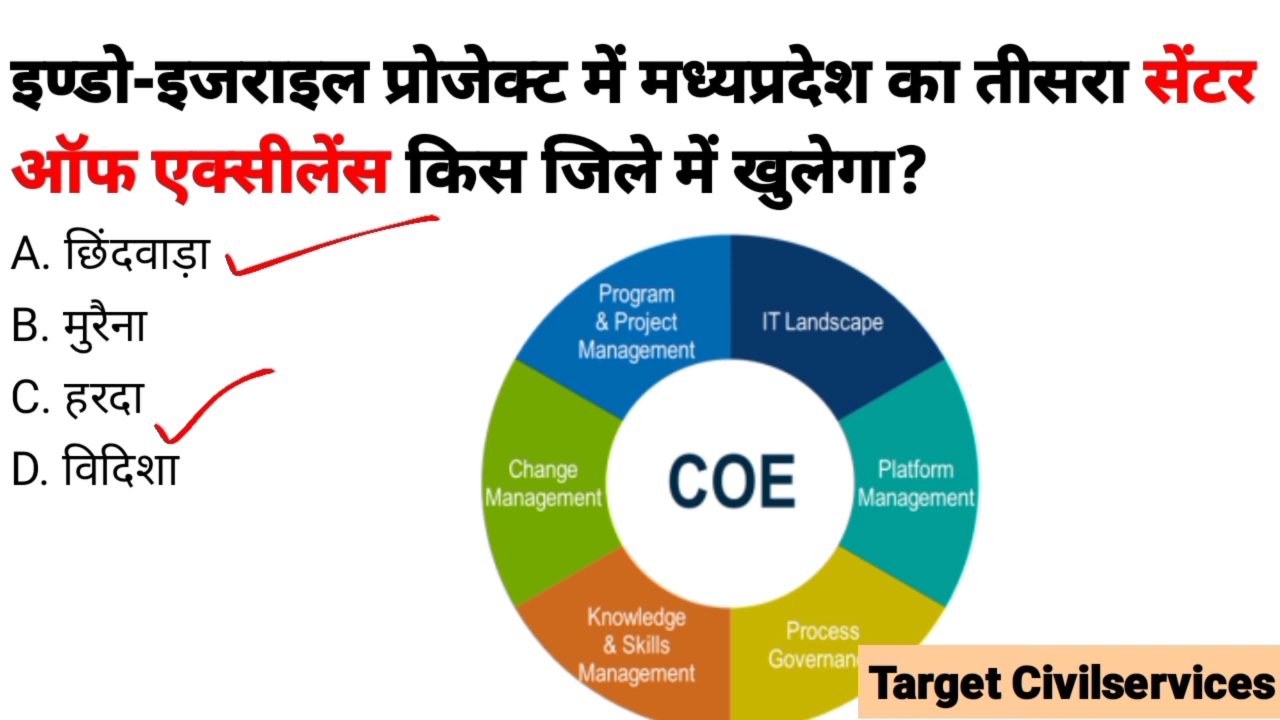 इण्डो-इजराइल प्रोजेक्ट में मध्यप्रदेश का तीसरा सेंटर
ऑफ एक्सीलेंस किस जिले में खुलेगा?
A. छिंदवाड़ा
B. मुरैना
C. हरदा
D. विदिशा
Program
& Project
Management
IT Landscape
Change
Management
COE
Platform
Management
Knowledge
& Skills
Management
Process
Governan
Target Civilservices